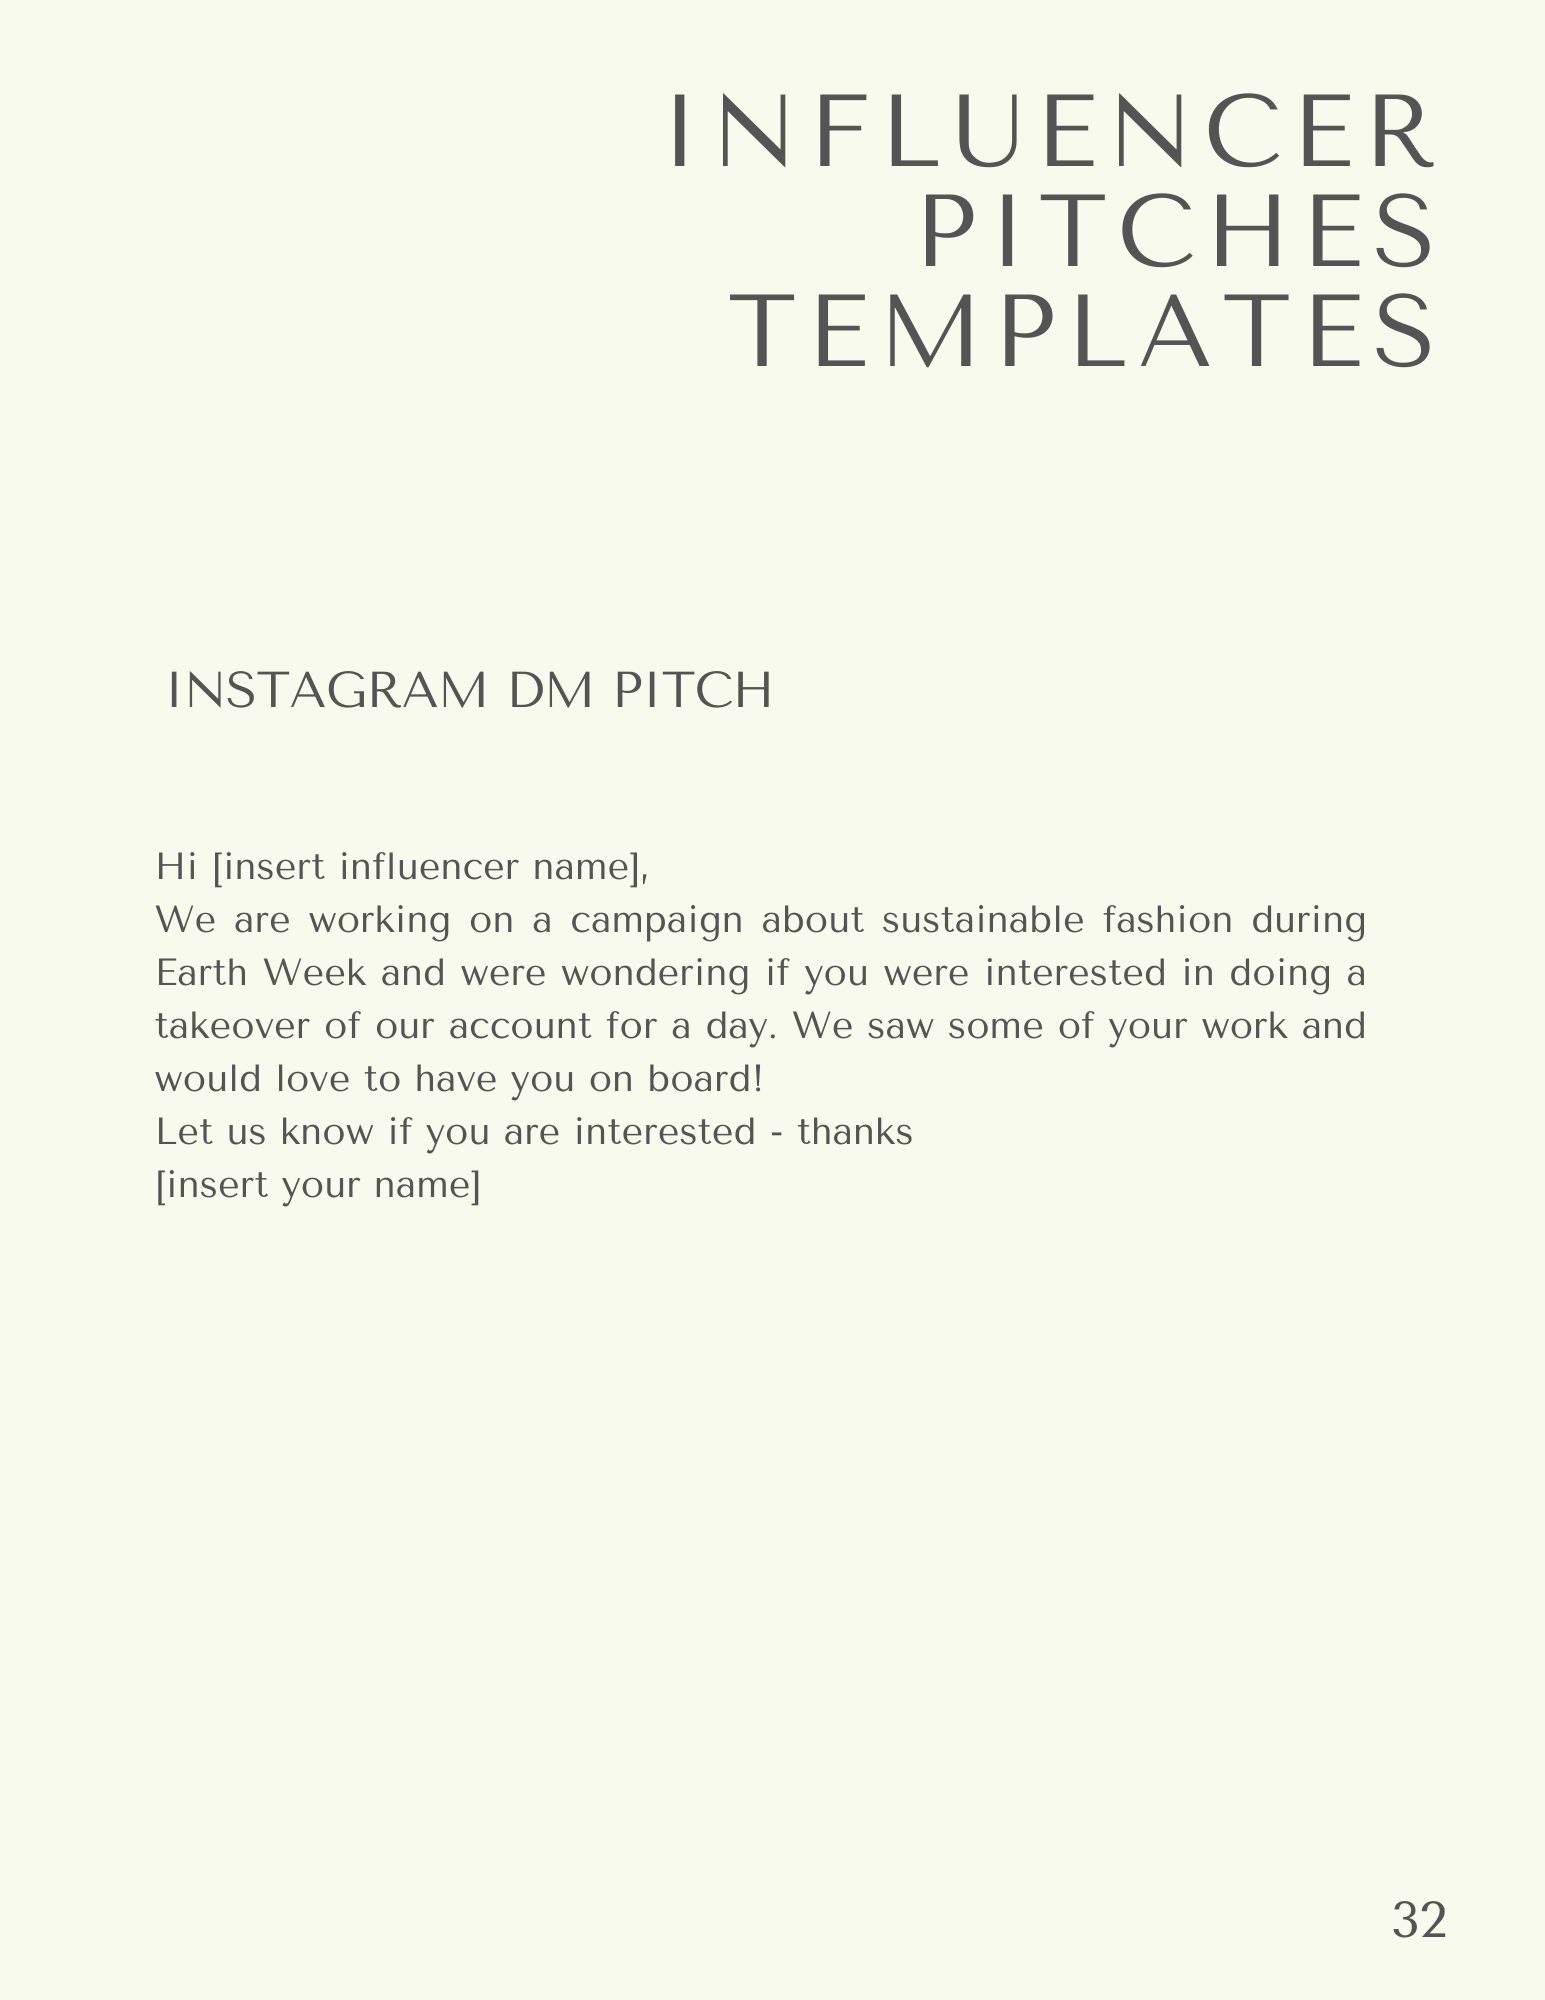 INFLUENCER
PITCHES
TEMPLATES
INSTAGRAM DM PITCH
Hi [insert influencer name],
We are working on a campaign about sustainable fashion during
Earth Week and were wondering if you were interested in doing a
takeover of our account for a day. We saw some of your work and
would love to have you on board!
Let us know if you are interested - thanks
[insert your name]
32